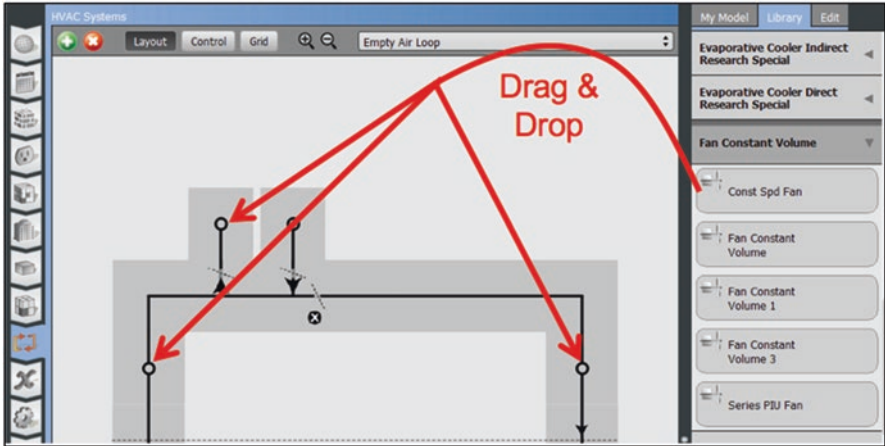 HVAC Systems
Layout Control Grid Empty Air Loop
My Model Library Edit
Evaporative Cooler Indirect
Research Special
Evaporative Cooler Direct
Research Special
Fan Constant Volume
Const Spd Fan
Fan Constant
Volume
Fan Constant
Volume 1
Fan Constant
Volume 3
Series PIU Fan
Drag &
Drop
X